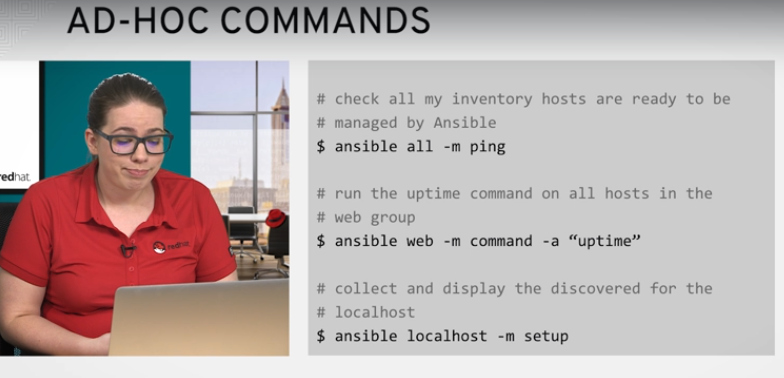 AD-HOC COMMANDS
# check all my inventory hosts are ready to be
# managed by Ansible
$ ansible all -m ping
# run the uptime command on all hosts in the
# web group
$ ansible web -m command -a “uptime”
# collect and display the discovered for the
# localhost
$ ansible localhost -m setup
edhat
redhat